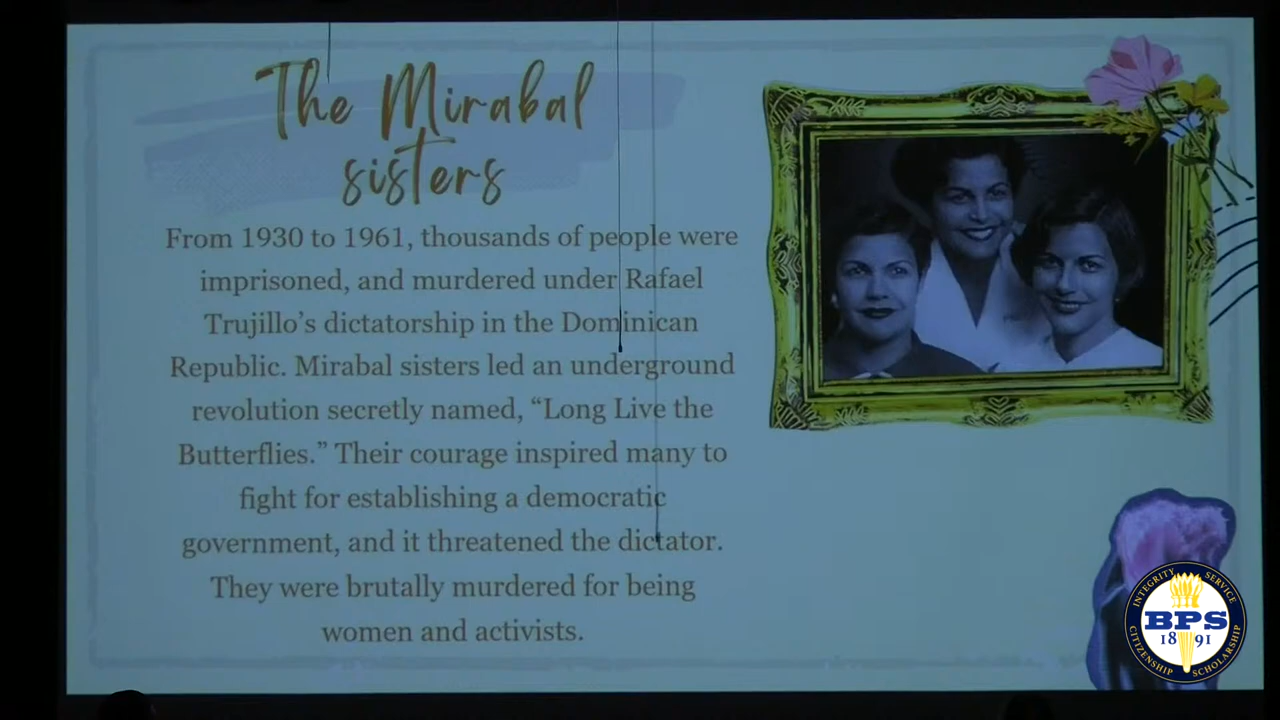 The Mirabal
sisters
From 1930 to 1961, thousands of people were
imprisoned, and murdered under Rafael
Trujillo's dictatorship in the Dominican
Republic. Mirabal sisters led an underground
revolution secretly named, “Long Live the
Butterflies.” Their courage inspired many to
fight for establishing a democratic
government, and it threatened the dictator.
They were brutally murdered for being
women and activists.
INTEGRITY SERVICE
BPS
18 91
CITIZENSHIP SCHOLARSHIP